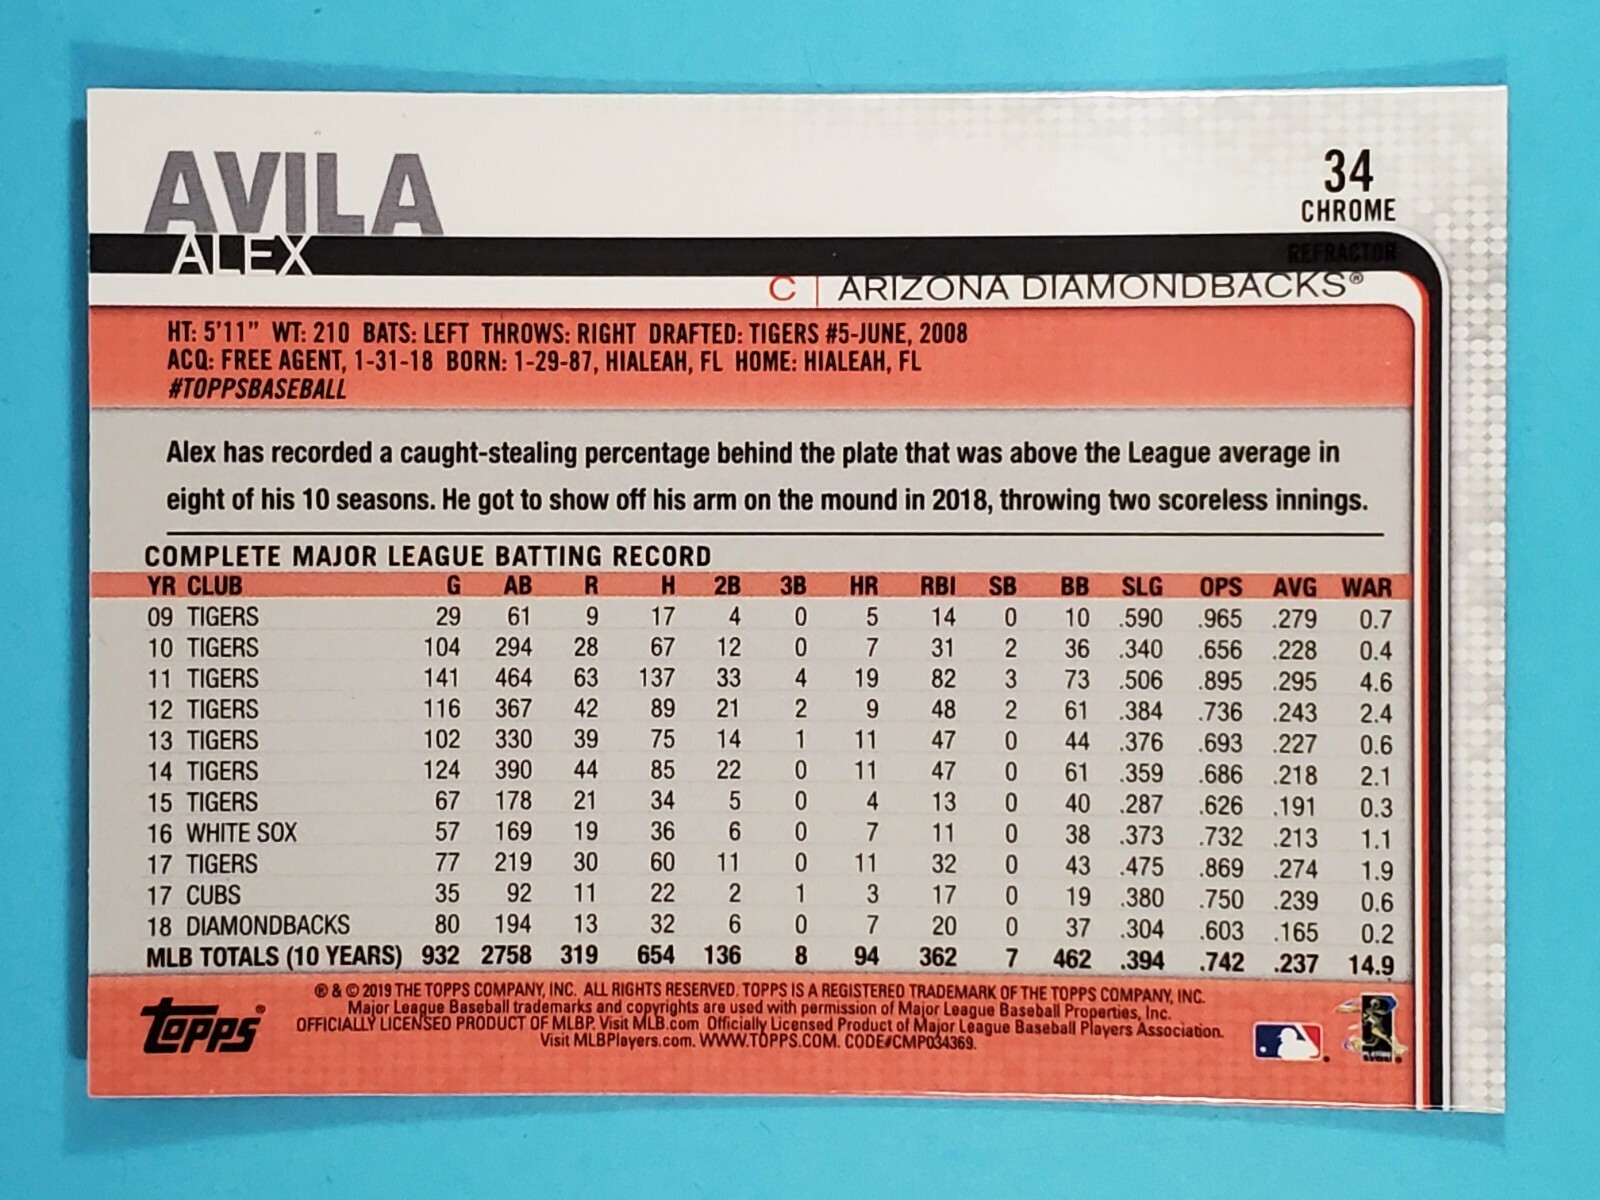 AVILA
ALEX
34
CHROME
REFRACTOR
C | ARIZONA DIAMONDBACKS®
HT: 5'11" WT: 210 BATS: LEFT THROWS: RIGHT DRAFTED: TIGERS #5-JUNE, 2008
ACQ: FREE AGENT, 1-31-18 BORN: 1-29-87, HIALEAH, FL HOME: HIALEAH, FL
#TOPPSBASEBALL
Alex has recorded a caught-stealing percentage behind the plate that was above the League average in
eight of his 10 seasons. He got to show off his arm on the mound in 2018, throwing two scoreless innings.
COMPLETE MAJOR LEAGUE BATTING RECORD
YR CLUB G AB R H 2B 3B HR RBI SB BB SLG OPS AVG WAR
09 TIGERS 29 61 9 17 4 0 5 14 0 10 .590 .965 .279 0.7
10 TIGERS 104 294 28 67 12 0 7 31 2 36 .340 .656 .228 0.4
11 TIGERS 141 464 63 137 33 4 19 82 3 73 .506 .895 .295 4.6
12 TIGERS 116 367 42 89 21 2 9 48 2 61 .384 .736 .243 2.4
13 TIGERS 102 330 39 75 14 1 11 47 0 44 .376 .693 .227 0.6
14 TIGERS 124 390 44 85 22 0 11 47 0 61 .359 .686 .218 2.1
15 TIGERS 67 178 21 34 5 0 4 13 0 40 .287 .626 .191 0.3
16 WHITE SOX 57 169 19 36 6 0 7 11 0 38 .373 .732 .213 1.1
17 TIGERS 77 219 30 60 11 0 11 32 0 43 .475 .869 .274 1.9
17 CUBS 35 92 11 22 2 1 3 17 0 19 .380 .750 .239 0.6
18 DIAMONDBACKS 80 194 13 32 6 0 7 20 0 37 .304 .603 .165 0.2
MLB TOTALS (10 YEARS) 932 2758 319 654 136 8 94 362 7 462 .394 .742 .237 14.9
® & © 2019 THE TOPPS COMPANY, INC. ALL RIGHTS RESERVED. TOPPS IS A REGISTERED TRADEMARK OF THE TOPPS COMPANY, INC.
Major League Baseball trademarks and copyrights are used with permission of Major League Baseball Properties, Inc.
OFFICIALLY LICENSED PRODUCT OF MLBP. Visit MLB.com Officially Licensed Product of Major League Baseball Players Association.
Visit MLBPlayers.com. WWW.TOPPS.COM. CODE#CMP034369.
topps®